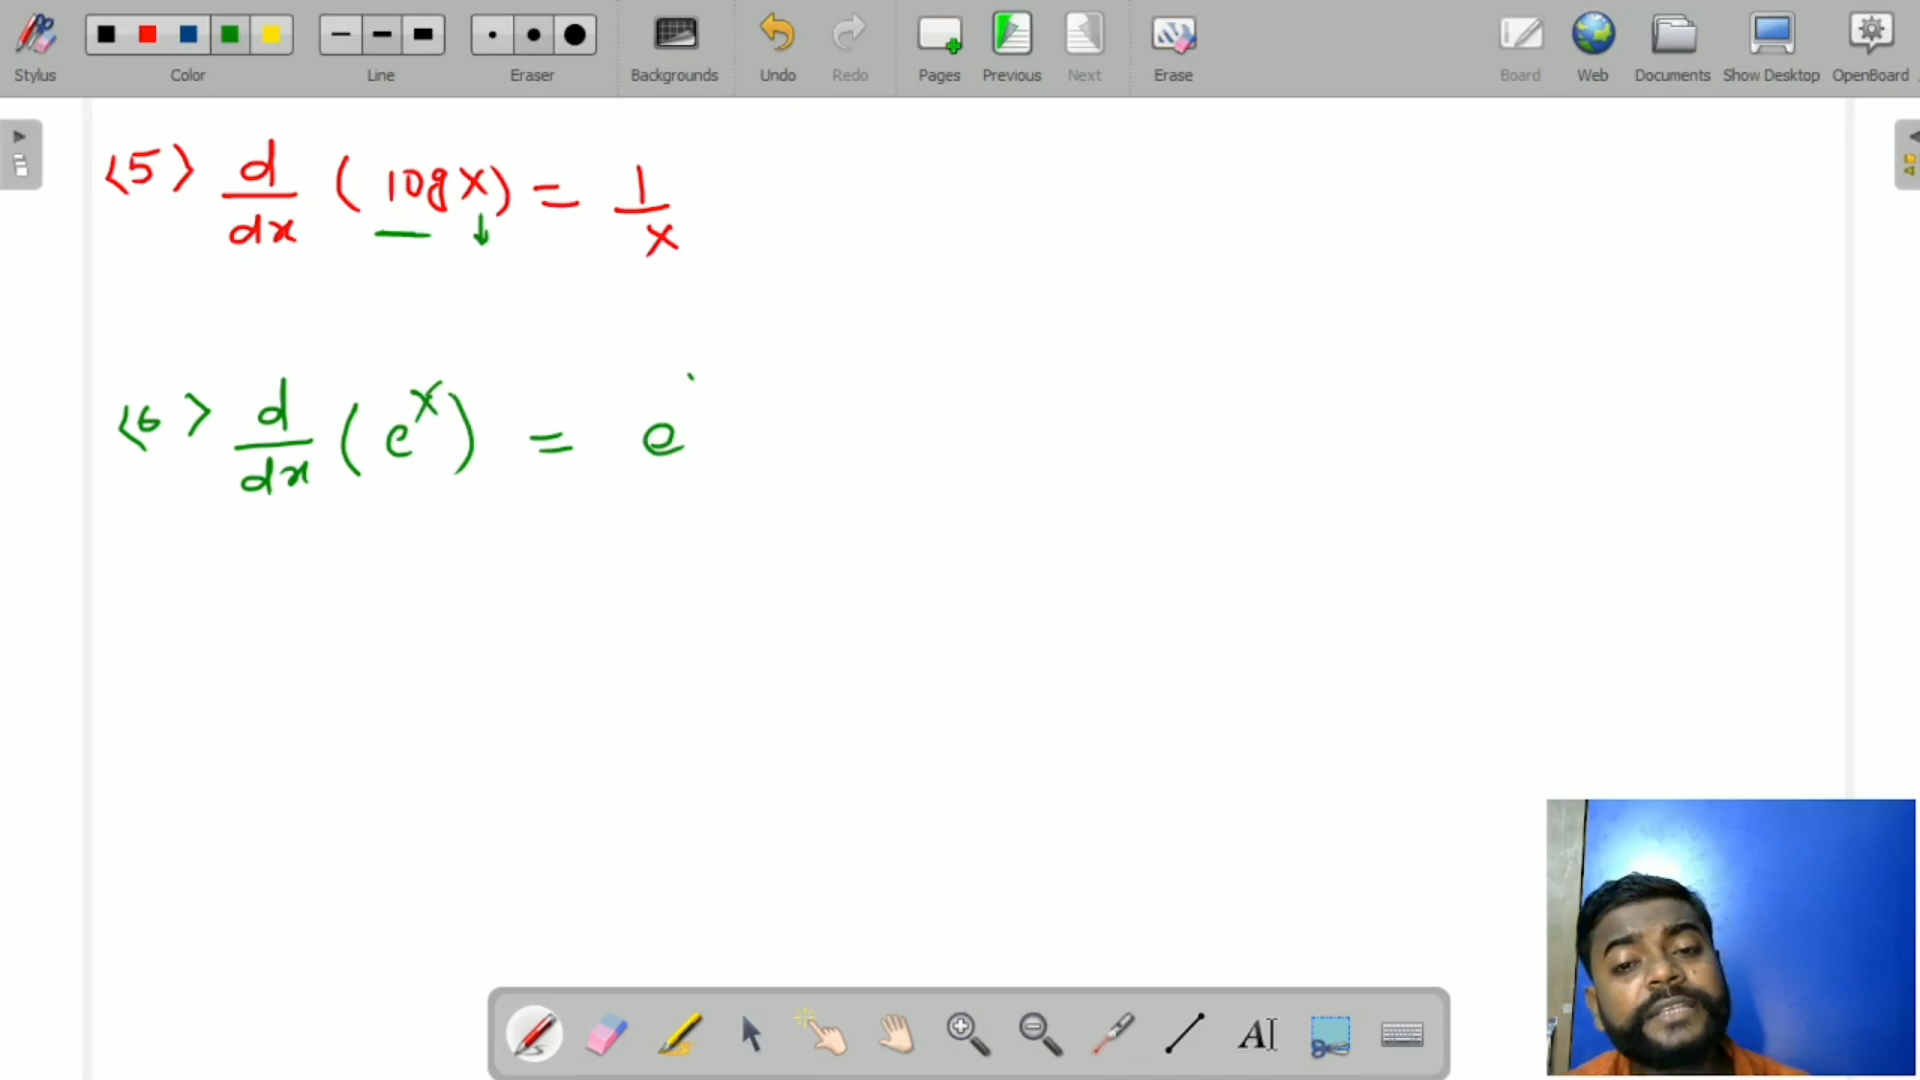 Stylus Color Line Eraser Backgrounds Undo Redo Pages Previous Next Erase Board Web Documents Show Desktop OpenBoard
<5> d/dx (log x) = 1/x
<6> d/dx (e^x) = e
AI